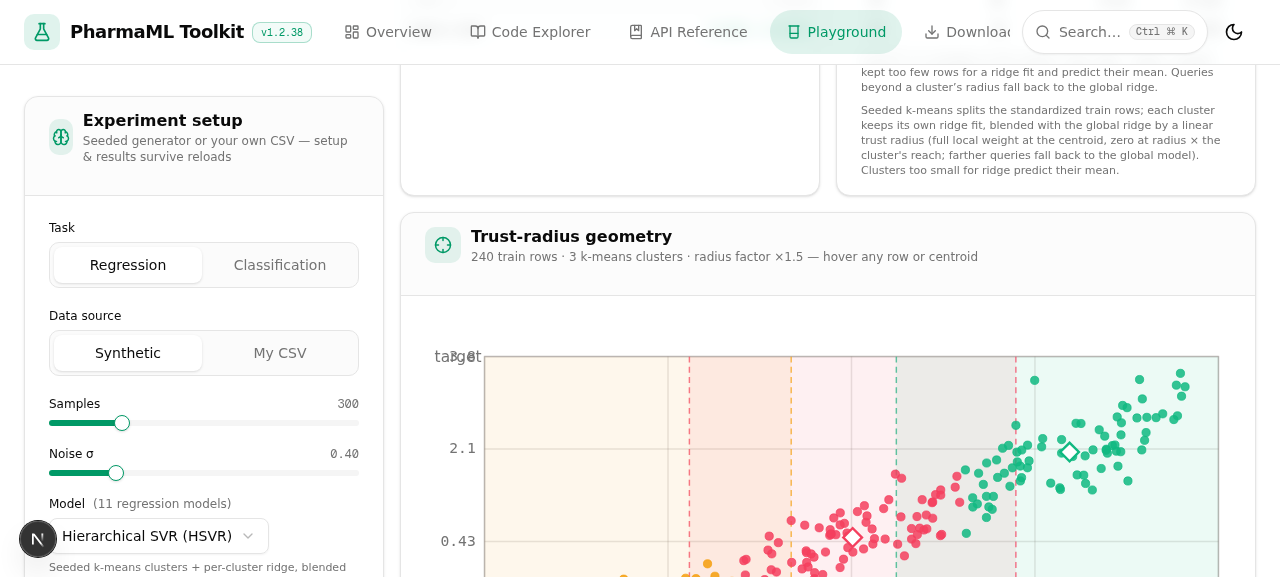 PharmaML Toolkit v1.2.38 Overview Code Explorer API Reference Playground Download Search... Ctrl ⌘ K
kept too few rows for a ridge fit and predict their mean. Queries
beyond a cluster's radius fall back to the global ridge.
Seeded k-means splits the standardized train rows; each cluster
keeps its own ridge fit, blended with the global ridge by a linear
trust radius (full local weight at the centroid, zero at radius × the
cluster's reach; farther queries fall back to the global model).
Clusters too small for ridge predict their mean.
Experiment setup
Seeded generator or your own CSV — setup
& results survive reloads
Task
Regression Classification
Data source
Synthetic My CSV
Samples 300
Noise σ 0.40
Model (11 regression models)
Hierarchical SVR (HSVR)
Seeded k-means clusters + per-cluster ridge, blended
Trust-radius geometry
240 train rows · 3 k-means clusters · radius factor ×1.5 — hover any row or centroid
target
2.1
0.43